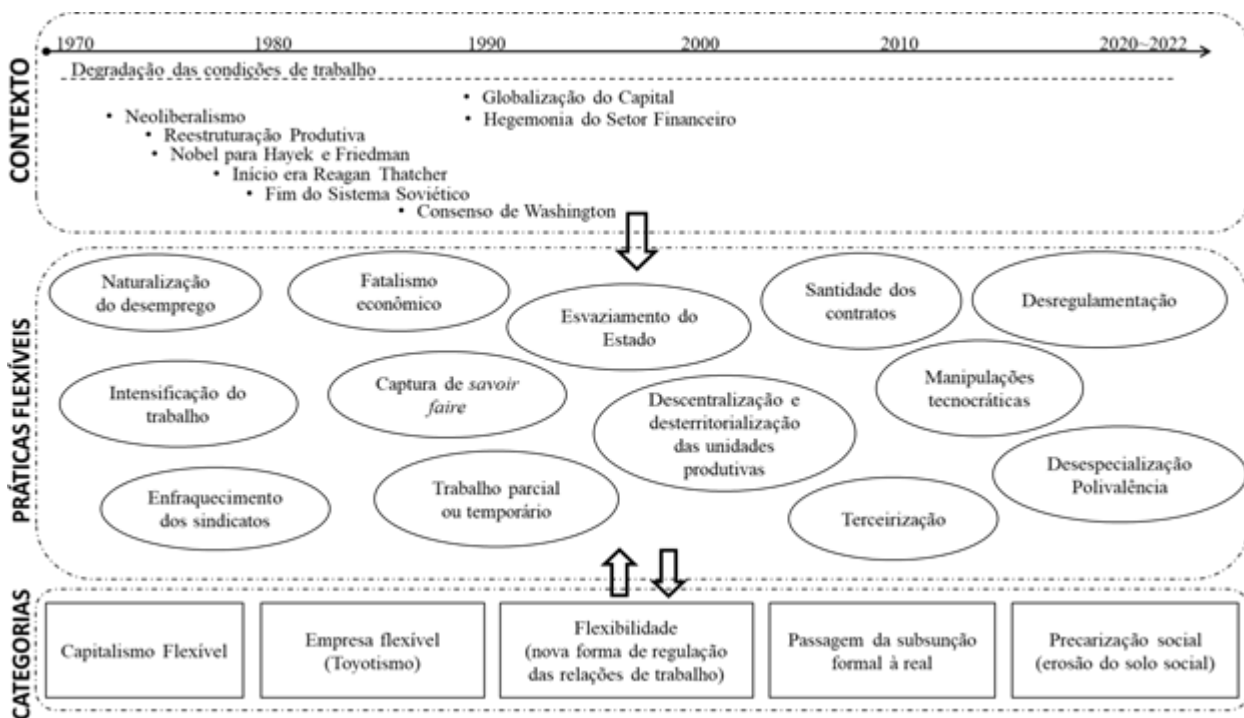 CONTEXTO
1970 1980 1990 2000 2010 2020~2022
Degradação das condições de trabalho
• Globalização do Capital
• Hegemonia do Setor Financeiro
• Neoliberalismo
• Reestruturação Produtiva
• Nobel para Hayek e Friedman
• Início era Reagan Thatcher
• Fim do Sistema Soviético
• Consenso de Washington
PRÁTICAS FLEXÍVEIS
Naturalização
do desemprego
Fatalismo
econômico
Esvaziamento do
Estado
Santidade dos
contratos
Desregulamentação
Intensificação do
trabalho
Captura de savoir
faire
Descentralização e
desterritorialização
das unidades
produtivas
Manipulações
tecnocráticas
Enfraquecimento
dos sindicatos
Trabalho parcial
ou temporário
Terceirização
Desespecialização
Polivalência
CATEGORIAS
Capitalismo Flexível
Empresa flexível
(Toyotismo)
Flexibilidade
(nova forma de regulação
das relações de trabalho)
Passagem da subsunção
formal à real
Precarização social
(erosão do solo social)